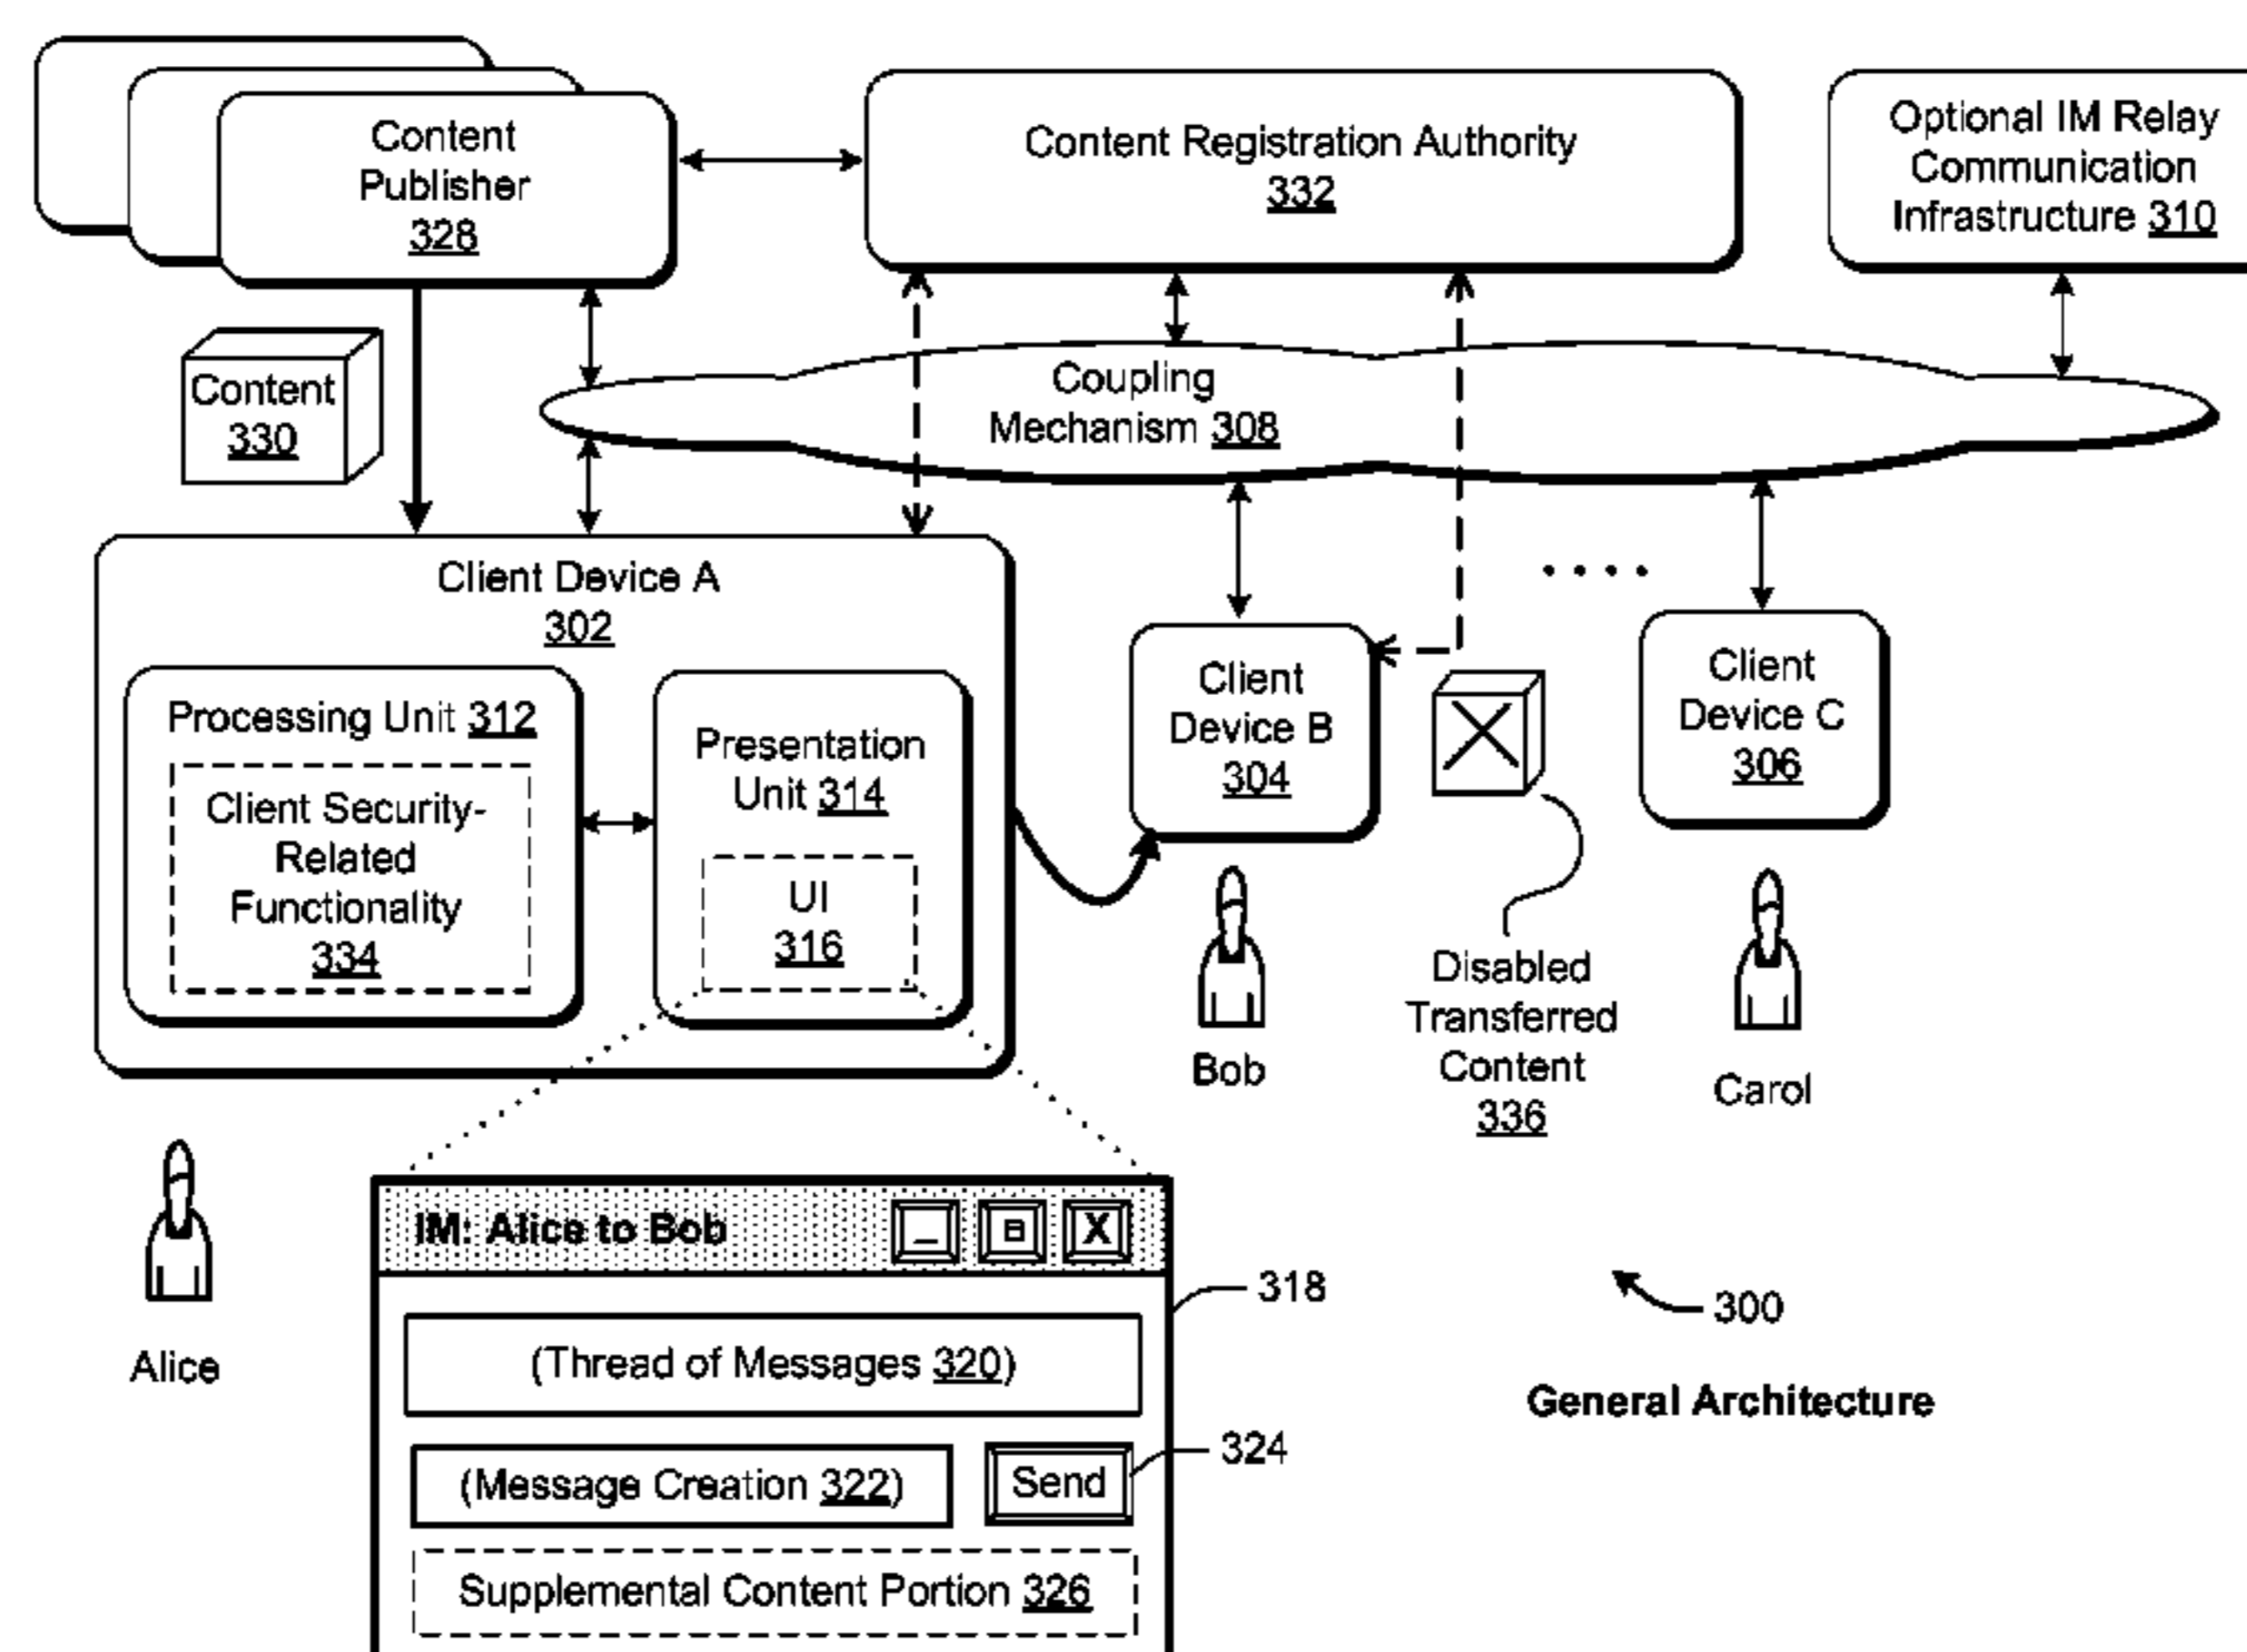 Content
Publisher
328
Content Registration Authority
332
Optional IM Relay
Communication
Infrastructure 310
Content
330
Coupling
Mechanism 308
Client Device A
302
Processing Unit 312
Client Security-
Related
Functionality
334
Presentation
Unit 314
UI
316
Client
Device B
304
Client
Device C
306
Bob
Disabled
Transferred
Content
336
Carol
Alice
IM: Alice to Bob
X
318
(Thread of Messages 320)
(Message Creation 322)
Send
324
Supplemental Content Portion 326
300
General Architecture